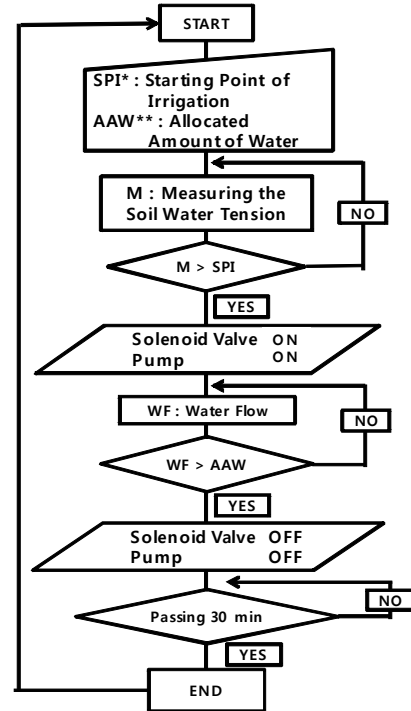 START
SPI* : Starting Point of
Irrigation
AAW** : Allocated
Amount of Water
M : Measuring the
Soil Water Tension
NO
M > SPI
YES
Solenoid Valve ON
Pump ON
WF : Water Flow
NO
WF > AAW
YES
Solenoid Valve OFF
Pump OFF
NO
Passing 30 min
YES
END